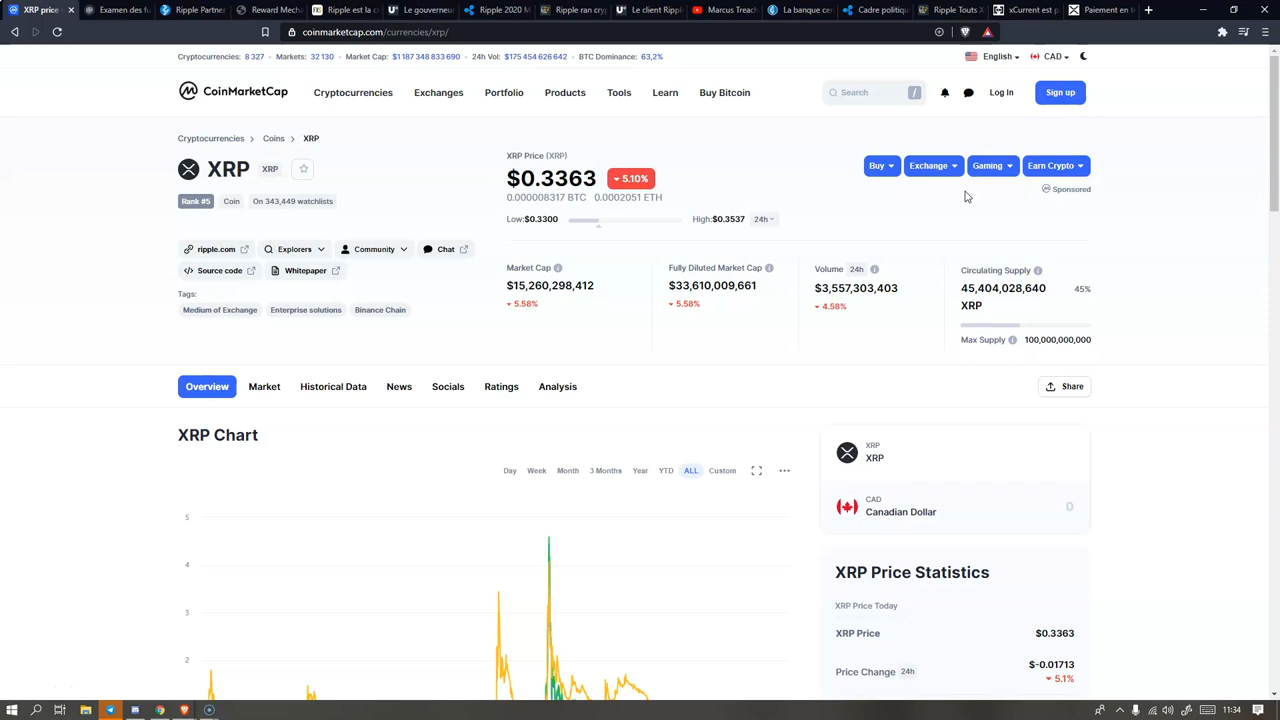 XRP price
Examen des fu
Ripple Partner
Reward Mecha
Ripple est la c
Le gouverneur
Ripple 2020 M
Ripple ran cry
Le client Ripple
Marcus Treach
La banque cen
Cadre politiqu
Ripple Touts X
xCurrent est p
Paiement en r
coinmarketcap.com/currencies/xrp/
Cryptocurrencies: 8 327 Markets: 32 130 Market Cap: $1 187 348 833 690 24h Vol: $175 454 626 642 BTC Dominance: 63,2%
English CAD
CoinMarketCap Cryptocurrencies Exchanges Portfolio Products Tools Learn Buy Bitcoin Search / Log In Sign up
Cryptocurrencies > Coins > XRP
XRP XRP
Rank #5 Coin On 343,449 watchlists
ripple.com Explorers Community Chat
Source code Whitepaper
Tags:
Medium of Exchange Enterprise solutions Binance Chain
XRP Price (XRP)
$0.3363 5.10%
0.000008317 BTC 0.0002051 ETH
Low:$0.3300 High:$0.3537 24h
Buy Exchange Gaming Earn Crypto
Sponsored
Market Cap
$15,260,298,412
5.58%
Fully Diluted Market Cap
$33,610,009,661
5.58%
Volume 24h
$3,557,303,403
4.58%
Circulating Supply
45,404,028,640 45%
XRP
Max Supply 100,000,000,000
Overview Market Historical Data News Socials Ratings Analysis Share
XRP Chart
Day Week Month 3 Months Year YTD ALL Custom
5
4
3
2
XRP
XRP
CAD
Canadian Dollar
0
XRP Price Statistics
XRP Price Today
XRP Price $0.3363
Price Change 24h $-0.01713
5.1%
11:34